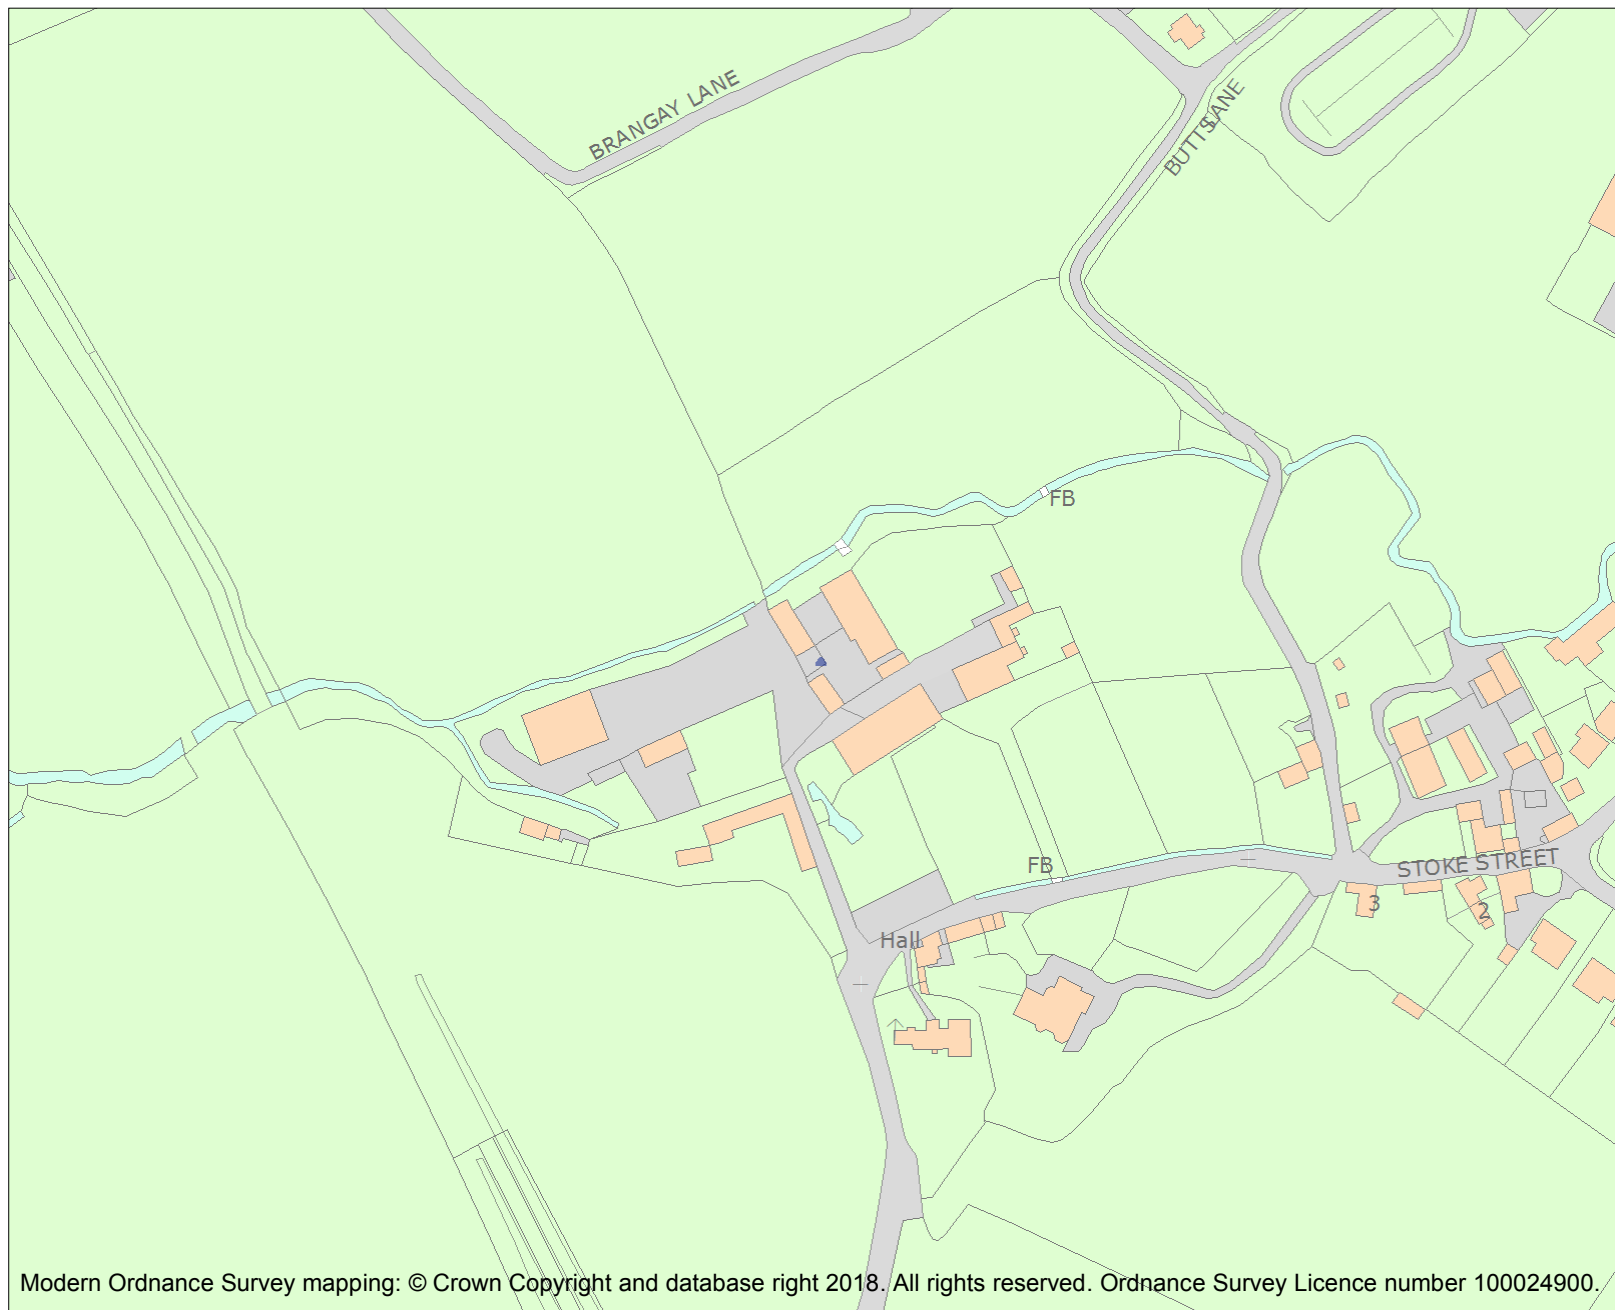 BRANGAY LANE
BUTTS LANE
FB
FB
STOKE STREET
3
2
Hall
Modern Ordnance Survey mapping: © Crown Copyright and database right 2018. All rights reserved. Ordnance Survey Licence number 100024900.